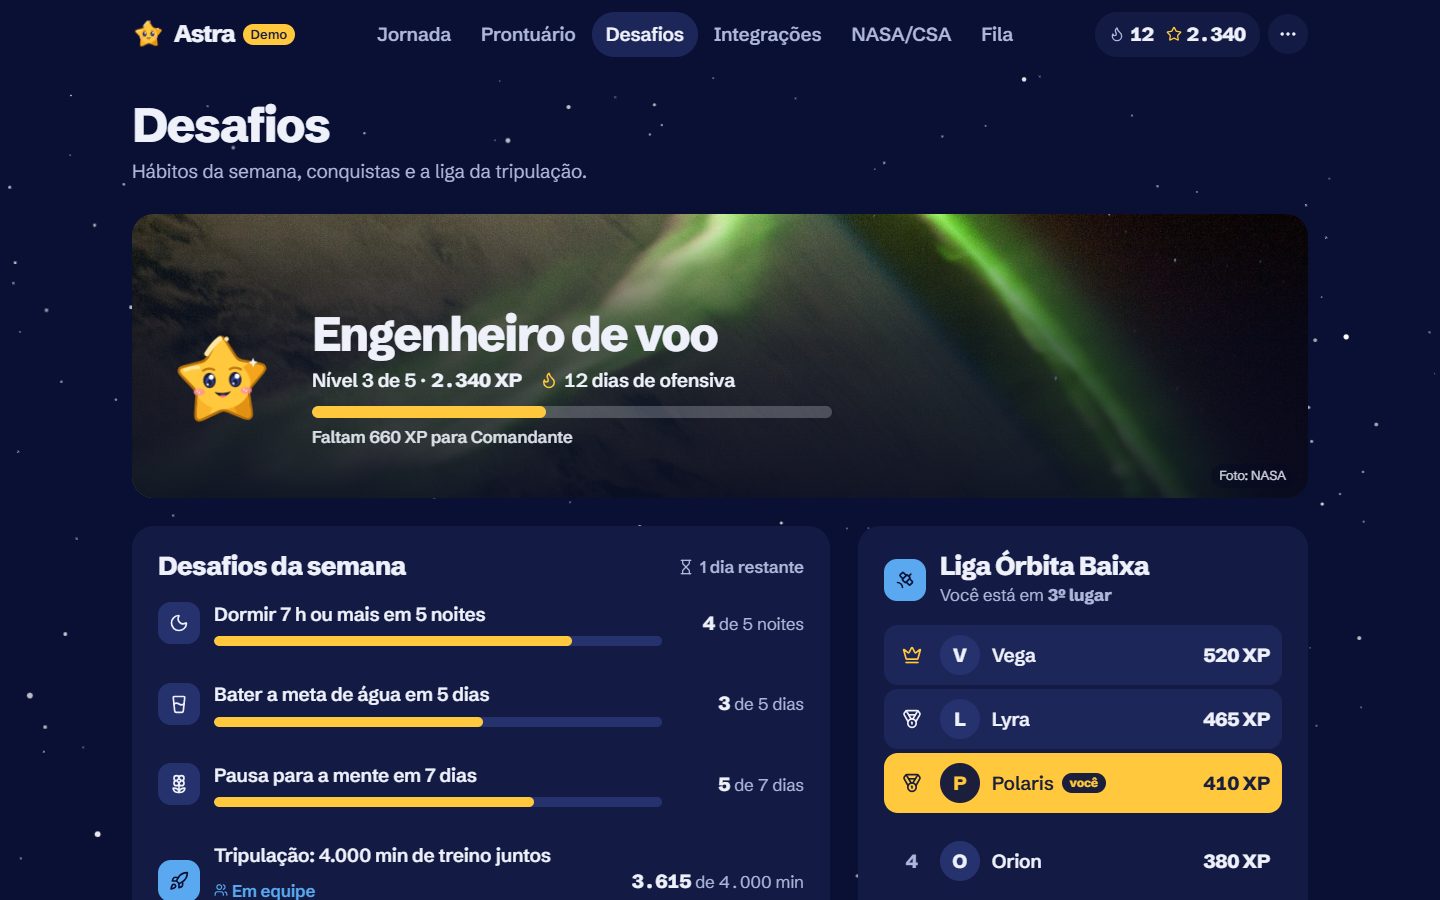 Astra Demo Jornada Prontuário Desafios Integrações NASA/CSA Fila 12 2.340
Desafios
Hábitos da semana, conquistas e a liga da tripulação.
Engenheiro de voo
Nível 3 de 5 · 2.340 XP 12 dias de ofensiva
Faltam 660 XP para Comandante
Foto: NASA
Desafios da semana 1 dia restante
Dormir 7 h ou mais em 5 noites
4 de 5 noites
Bater a meta de água em 5 dias
3 de 5 dias
Pausa para a mente em 7 dias
5 de 7 dias
Tripulação: 4.000 min de treino juntos
Em equipe
3.615 de 4.000 min
Liga Órbita Baixa
Você está em 3º lugar
V Vega 520 XP
L Lyra 465 XP
P Polaris você 410 XP
4 O Orion 380 XP